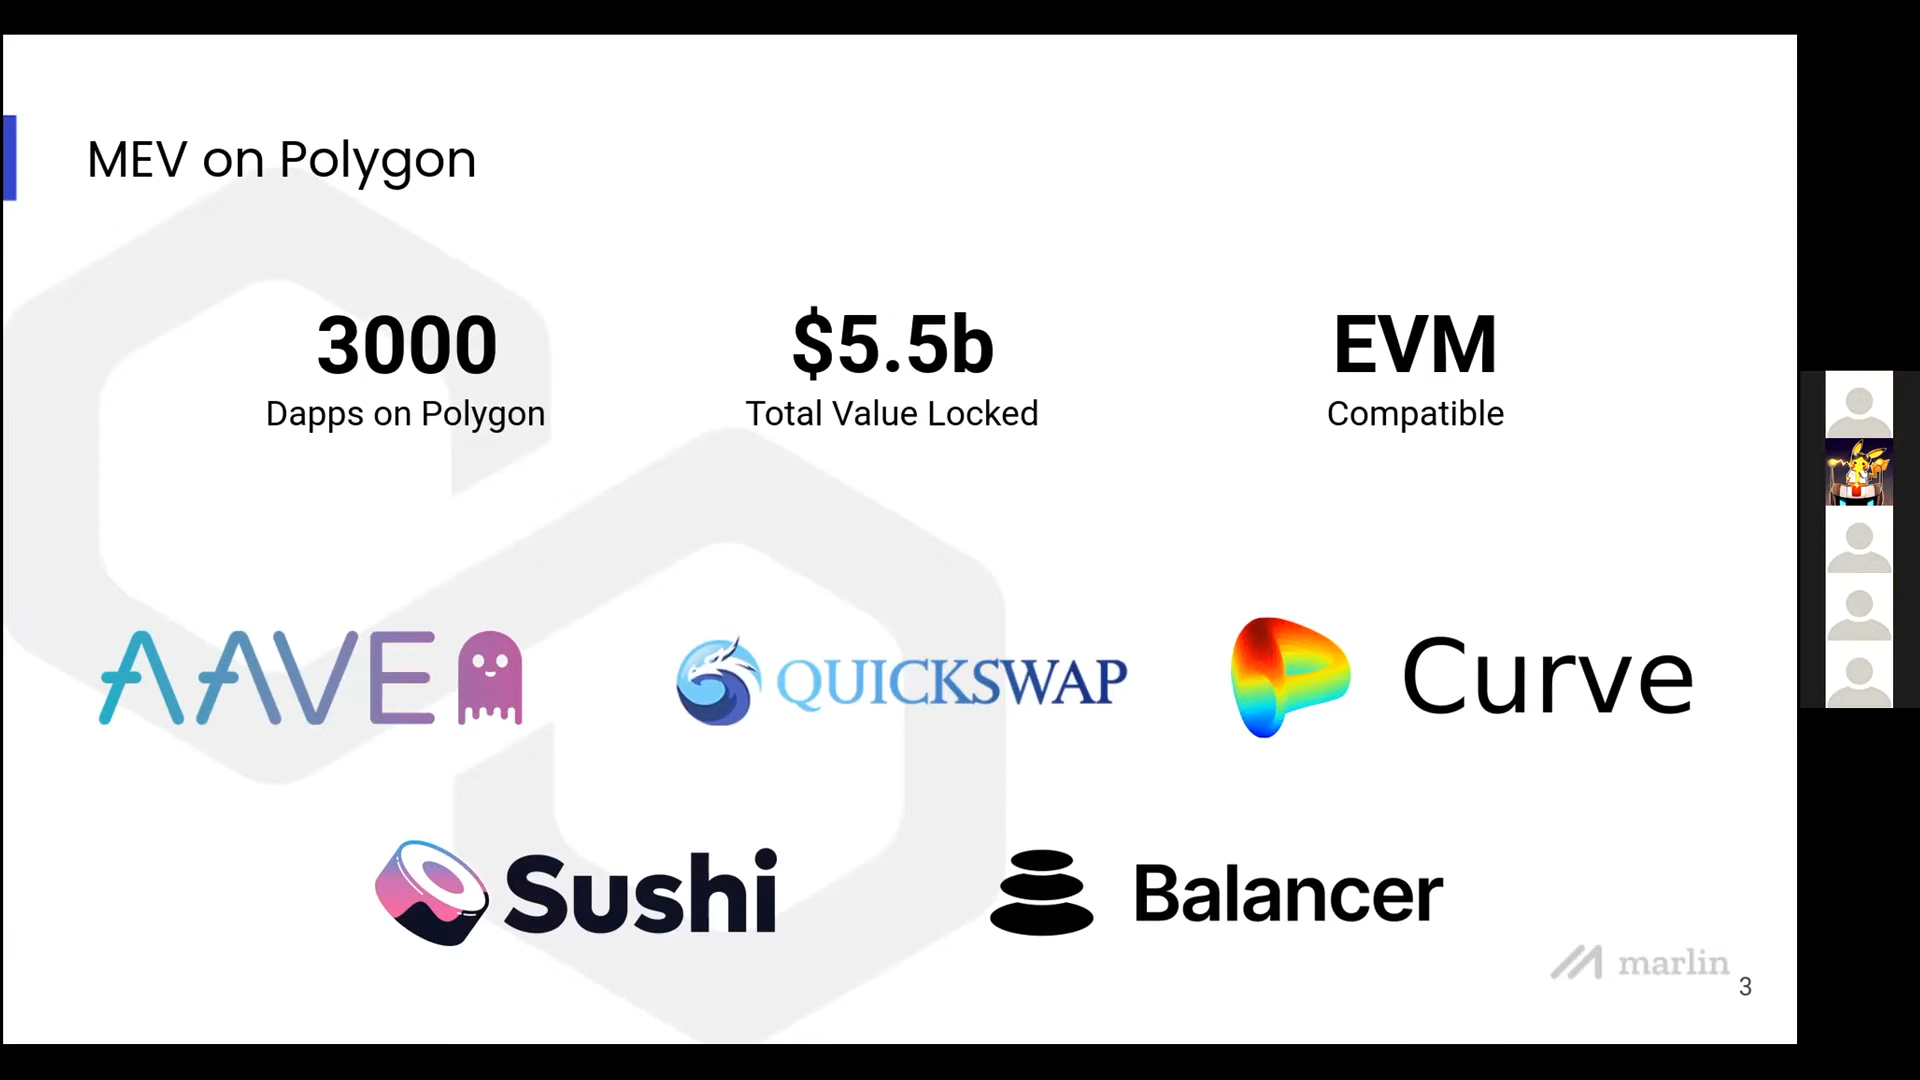 MEV on Polygon
3000
Dapps on Polygon
$5.5b
Total Value Locked
EVM
Compatible
AAVE
QUICKSWAP
Curve
Sushi
Balancer
marlin
3